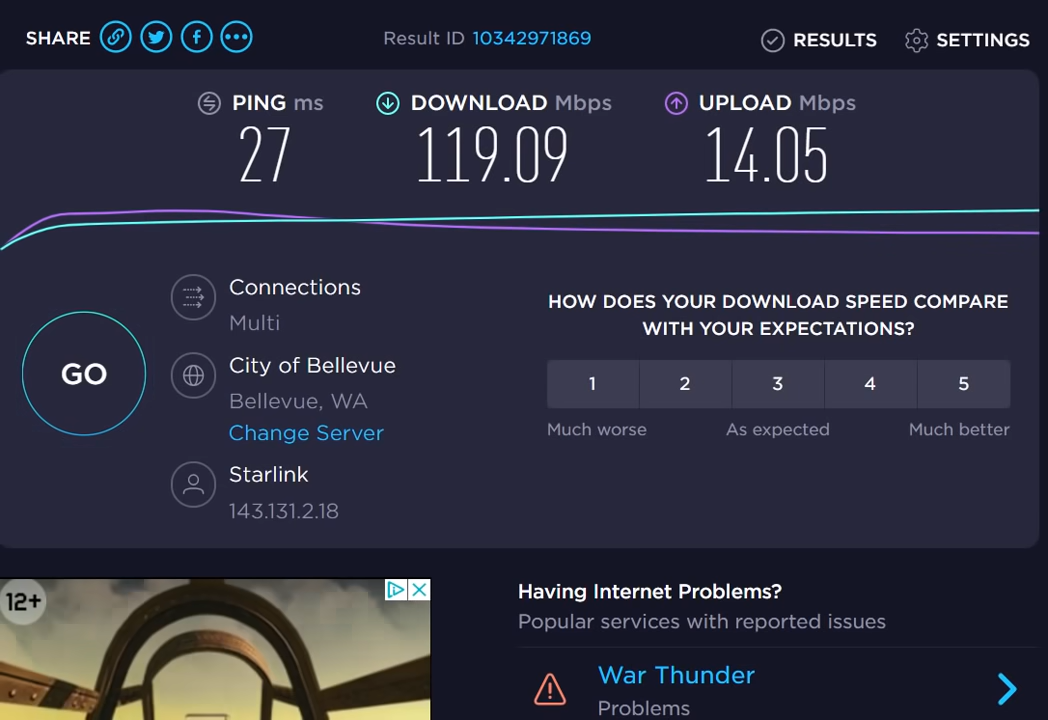 SHARE
Result ID 10342971869
RESULTS
SETTINGS
PING ms
DOWNLOAD Mbps
UPLOAD Mbps
27
119.09
14.05
GO
Connections
Multi
City of Bellevue
Bellevue, WA
Change Server
Starlink
143.131.2.18
HOW DOES YOUR DOWNLOAD SPEED COMPARE
WITH YOUR EXPECTATIONS?
1 2 3 4 5
Much worse As expected Much better
12+
Having Internet Problems?
Popular services with reported issues
War Thunder
Problems